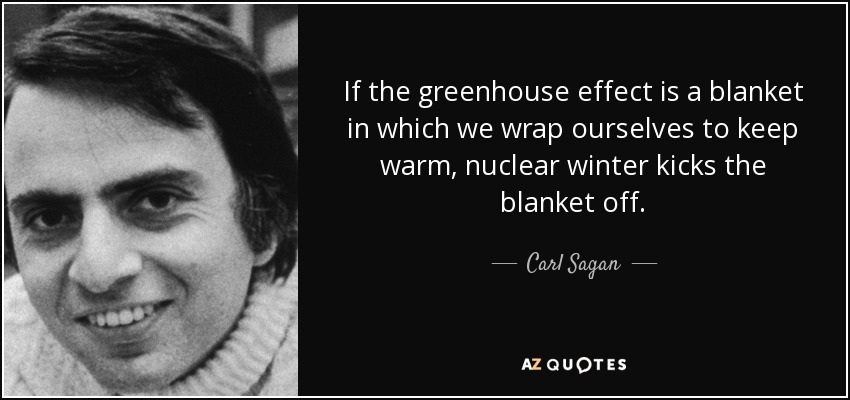 If the greenhouse effect is a blanket
in which we wrap ourselves to keep
warm, nuclear winter kicks the
blanket off.
Carl Sagan
AZ QUOTES